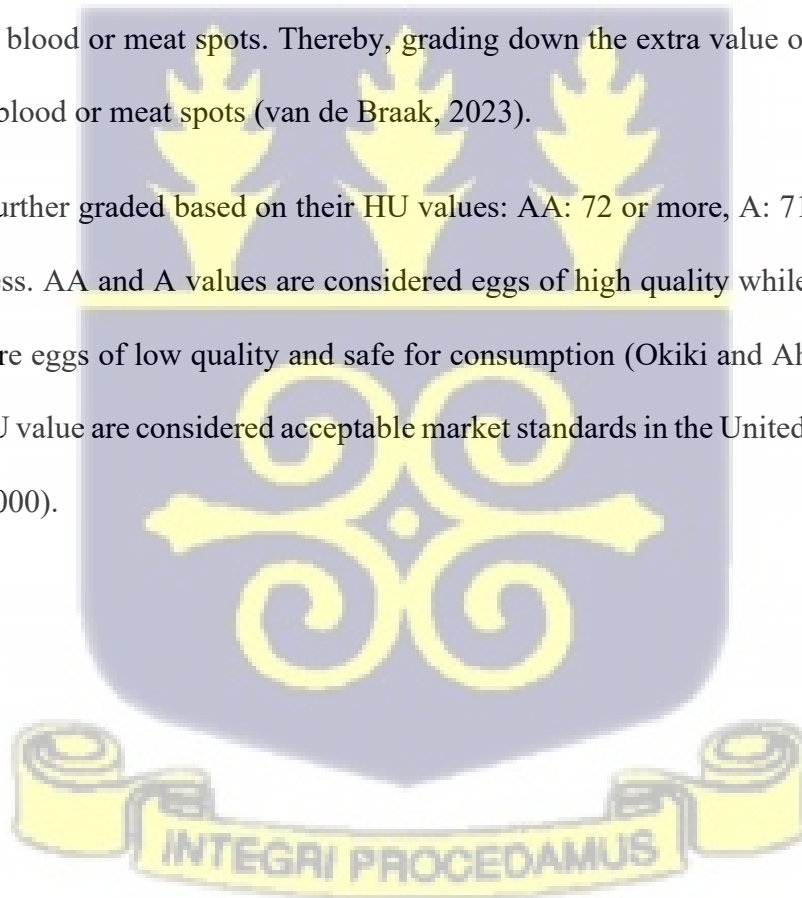 blood or meat spots. Thereby, grading down the extra value o
blood or meat spots (van de Braak, 2023).
urther graded based on their HU values: AA: 72 or more, A: 71
ess. AA and A values are considered eggs of high quality while
re eggs of low quality and safe for consumption (Okiki and Ah
U value are considered acceptable market standards in the United
000).
INTEGRI PROCEDAMUS